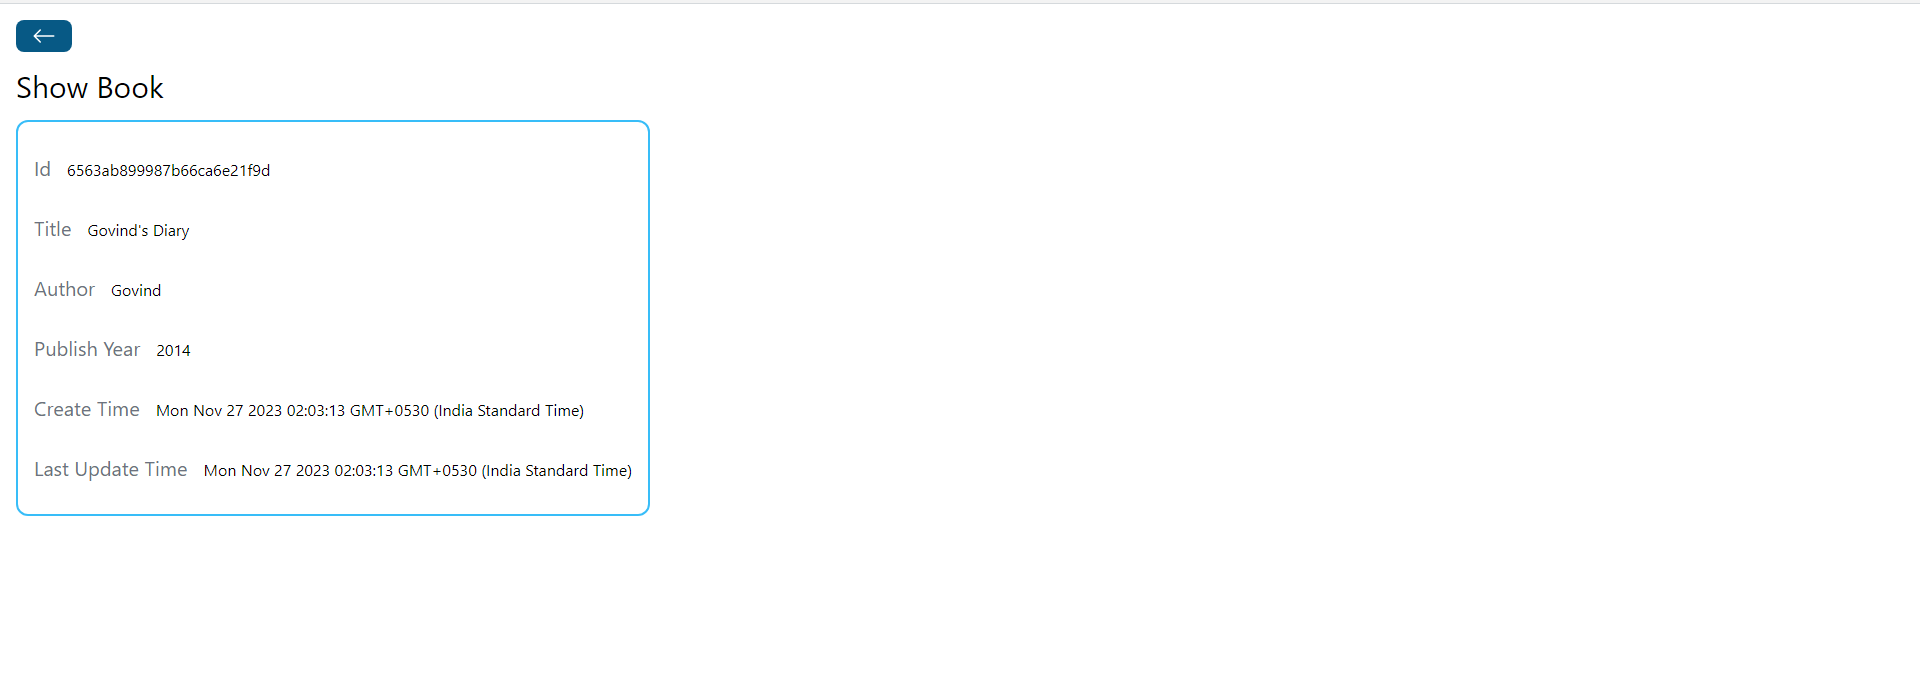 Show Book
Id 6563ab899987b66ca6e21f9d
Title Govind's Diary
Author Govind
Publish Year 2014
Create Time Mon Nov 27 2023 02:03:13 GMT+0530 (India Standard Time)
Last Update Time Mon Nov 27 2023 02:03:13 GMT+0530 (India Standard Time)